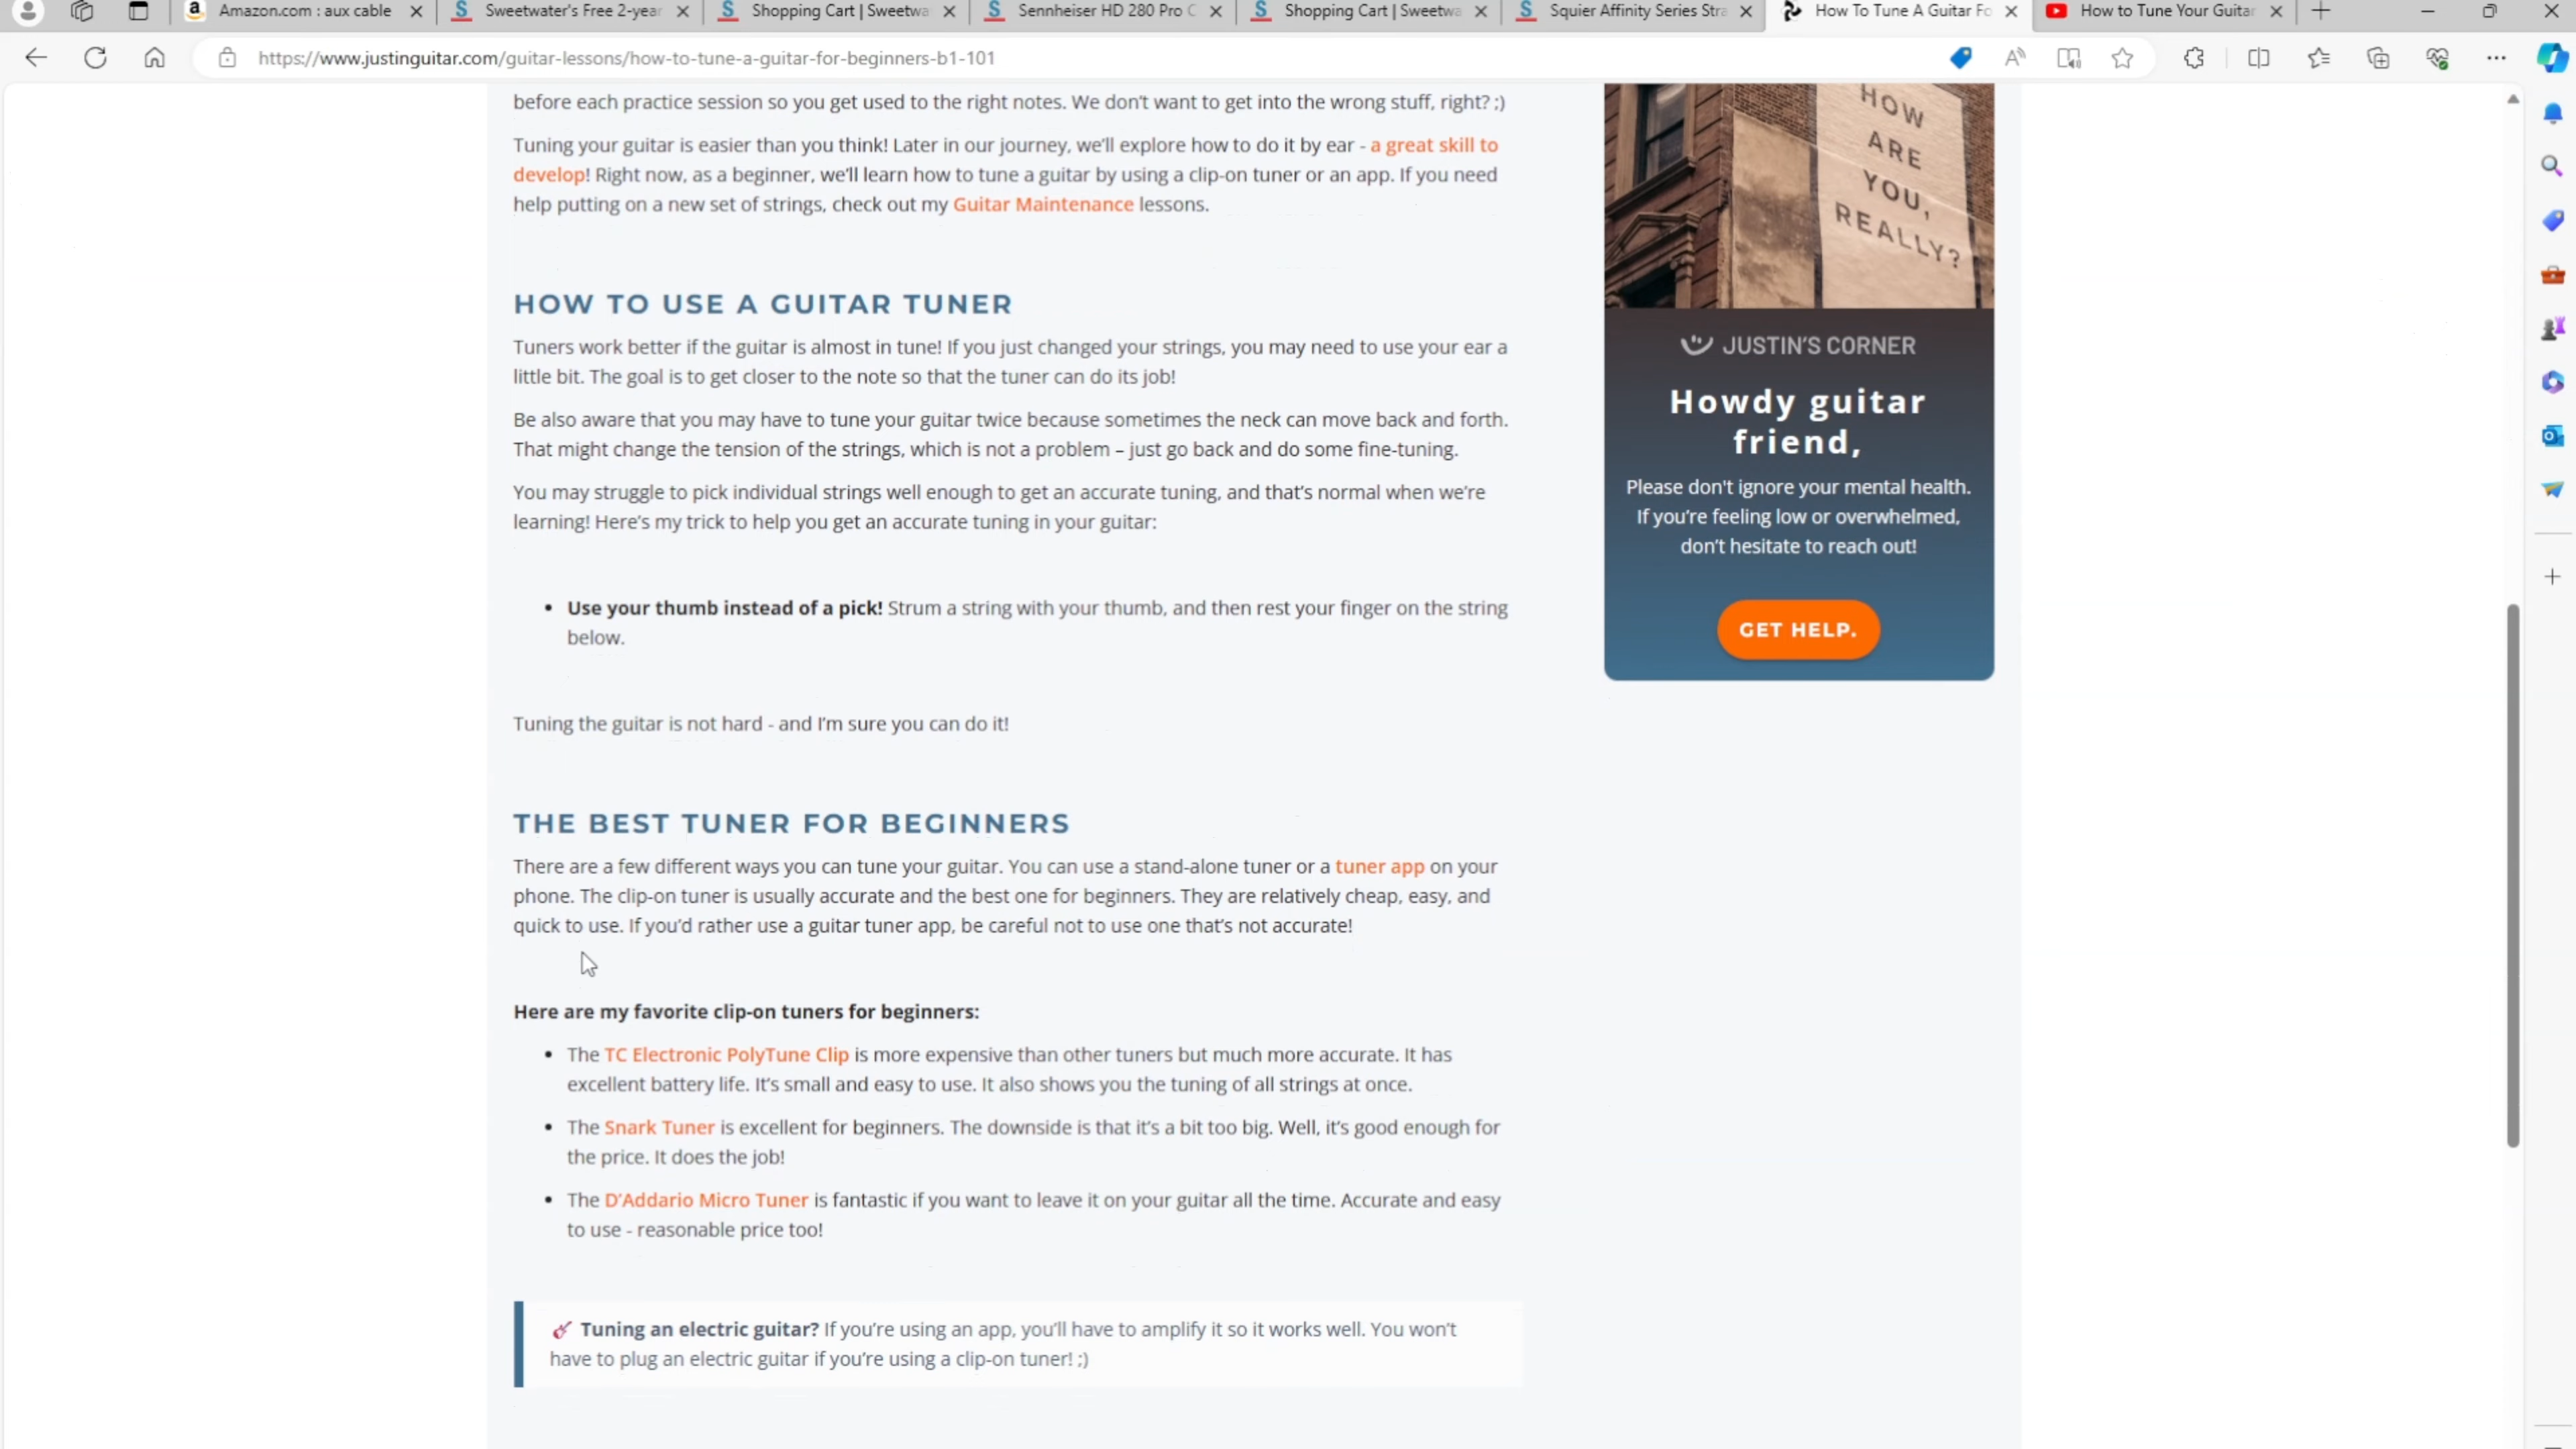 Amazon.com : aux cable
Sweetwater's Free 2-year
Shopping Cart | Sweetwa
Sennheiser HD 280 Pro C
Shopping Cart | Sweetwa
Squier Affinity Series Stra
How To Tune A Guitar Fo
How to Tune Your Guitar
https://www.justinguitar.com/guitar-lessons/how-to-tune-a-guitar-for-beginners-b1-101
before each practice session so you get used to the right notes. We don't want to get into the wrong stuff, right? ;)
Tuning your guitar is easier than you think! Later in our journey, we'll explore how to do it by ear - a great skill to
develop! Right now, as a beginner, we'll learn how to tune a guitar by using a clip-on tuner or an app. If you need
help putting on a new set of strings, check out my Guitar Maintenance lessons.
HOW TO USE A GUITAR TUNER
Tuners work better if the guitar is almost in tune! If you just changed your strings, you may need to use your ear a
little bit. The goal is to get closer to the note so that the tuner can do its job!
Be also aware that you may have to tune your guitar twice because sometimes the neck can move back and forth.
That might change the tension of the strings, which is not a problem – just go back and do some fine-tuning.
You may struggle to pick individual strings well enough to get an accurate tuning, and that's normal when we're
learning! Here's my trick to help you get an accurate tuning in your guitar:
• Use your thumb instead of a pick! Strum a string with your thumb, and then rest your finger on the string
below.
Tuning the guitar is not hard - and I'm sure you can do it!
THE BEST TUNER FOR BEGINNERS
There are a few different ways you can tune your guitar. You can use a stand-alone tuner or a tuner app on your
phone. The clip-on tuner is usually accurate and the best one for beginners. They are relatively cheap, easy, and
quick to use. If you'd rather use a guitar tuner app, be careful not to use one that's not accurate!
Here are my favorite clip-on tuners for beginners:
• The TC Electronic PolyTune Clip is more expensive than other tuners but much more accurate. It has
excellent battery life. It's small and easy to use. It also shows you the tuning of all strings at once.
• The Snark Tuner is excellent for beginners. The downside is that it's a bit too big. Well, it's good enough for
the price. It does the job!
• The D'Addario Micro Tuner is fantastic if you want to leave it on your guitar all the time. Accurate and easy
to use - reasonable price too!
Tuning an electric guitar? If you're using an app, you'll have to amplify it so it works well. You won't
have to plug an electric guitar if you're using a clip-on tuner! ;)
HOW
ARE
YOU,
REALLY?
JUSTIN'S CORNER
Howdy guitar
friend,
Please don't ignore your mental health.
If you're feeling low or overwhelmed,
don't hesitate to reach out!
GET HELP.